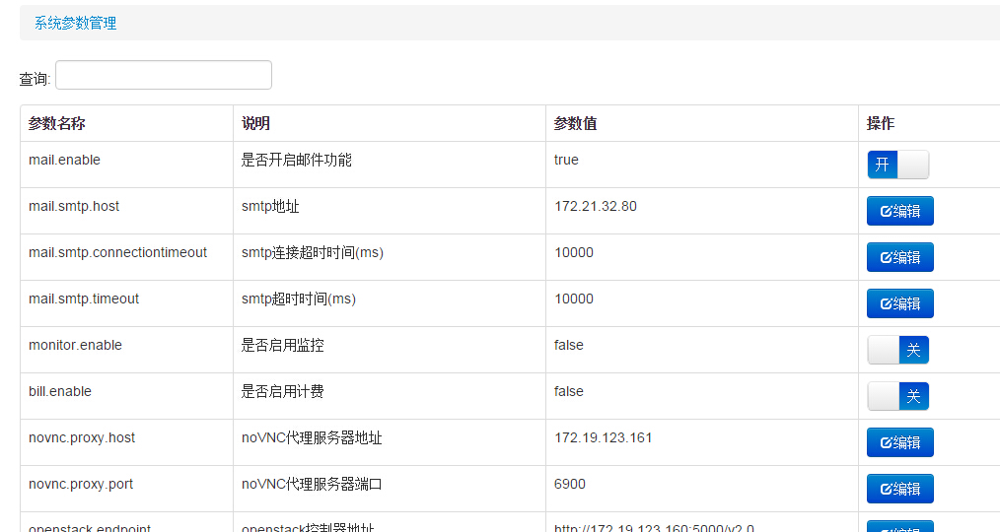 系统参数管理
查询:
参数名称 说明 参数值 操作
mail.enable 是否开启邮件功能 true 开
mail.smtp.host smtp地址 172.21.32.80 编辑
mail.smtp.connectiontimeout smtp连接超时时间(ms) 10000 编辑
mail.smtp.timeout smtp超时时间(ms) 10000 编辑
monitor.enable 是否启用监控 false 关
bill.enable 是否启用计费 false 关
novnc.proxy.host noVNC代理服务器地址 172.19.123.161 编辑
novnc.proxy.port noVNC代理服务器端口 6900 编辑
openstack.endpoint openstack控制器地址 http://172.19.123.160:5000/v2.0 编辑